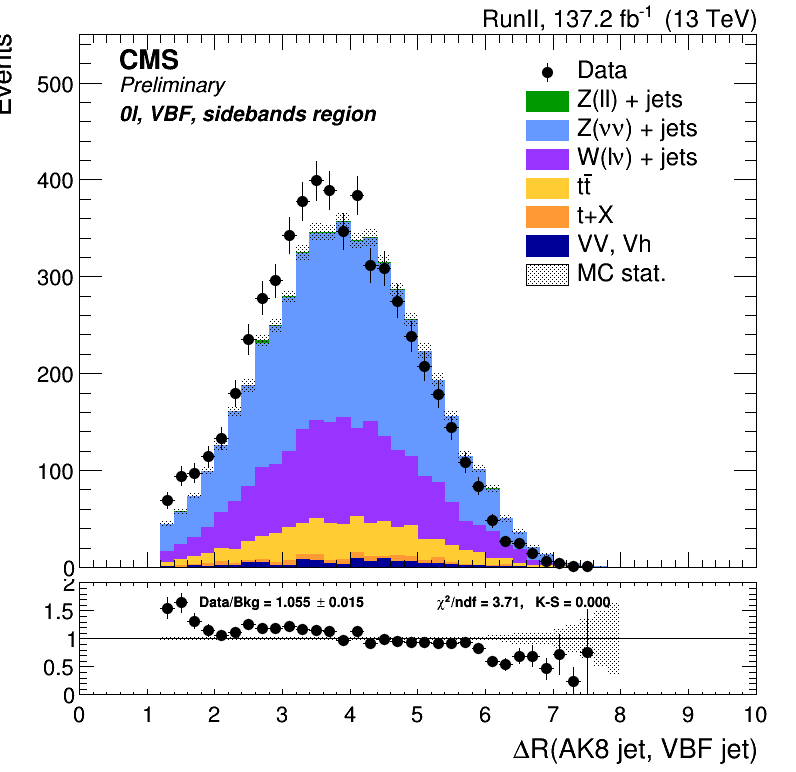 RunII, 137.2 fb-1 (13 TeV)
Events
CMS
Preliminary
0l, VBF, sidebands region
Data
Z(ll) + jets
Z(νν) + jets
W(lν) + jets
tt̄
t+X
VV, Vh
MC stat.
500
400
300
200
100
0
Data/Bkg = 1.055 ± 0.015 χ²/ndf = 3.71, K-S = 0.000
2
1.5
1
0.5
0
0 1 2 3 4 5 6 7 8 9 10
ΔR(AK8 jet, VBF jet)